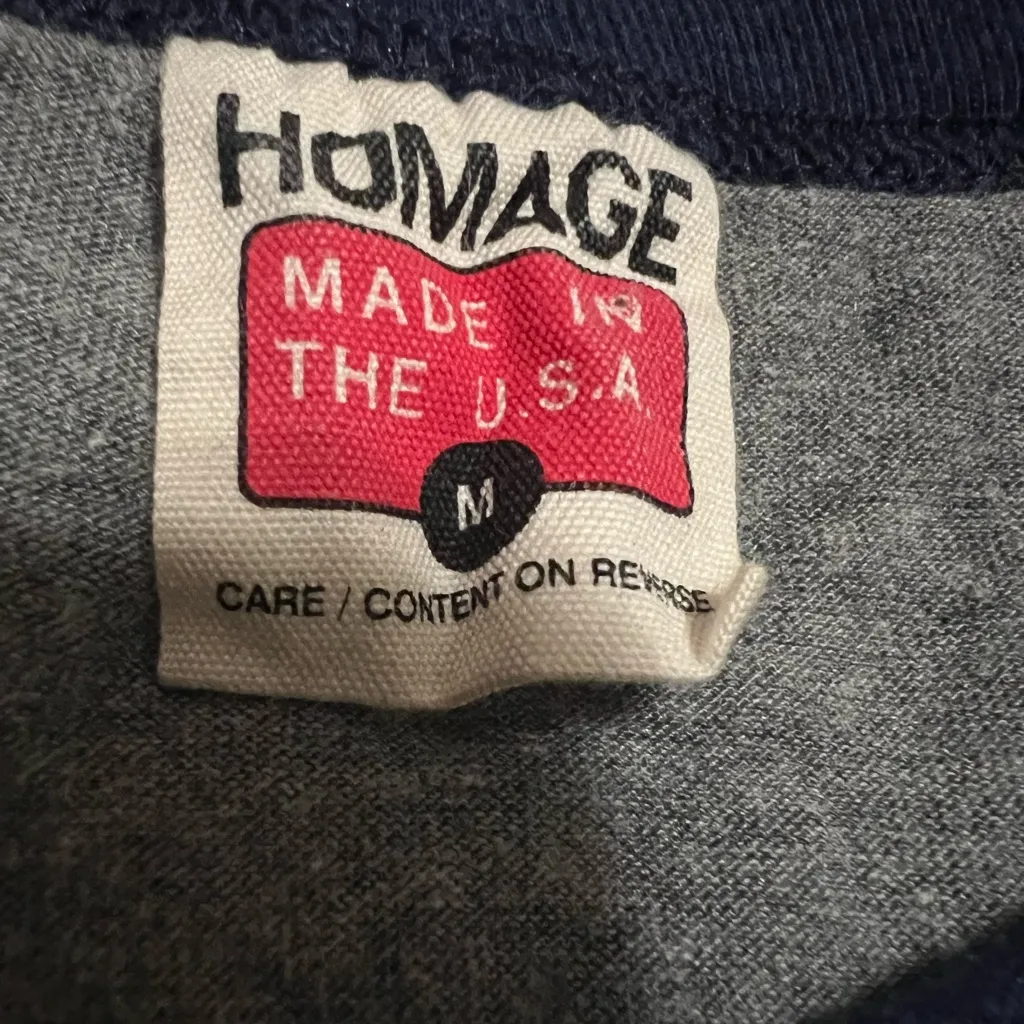 HOMAGE
MADE IN
THE U.S.A.
M
CARE / CONTENT ON REVERSE